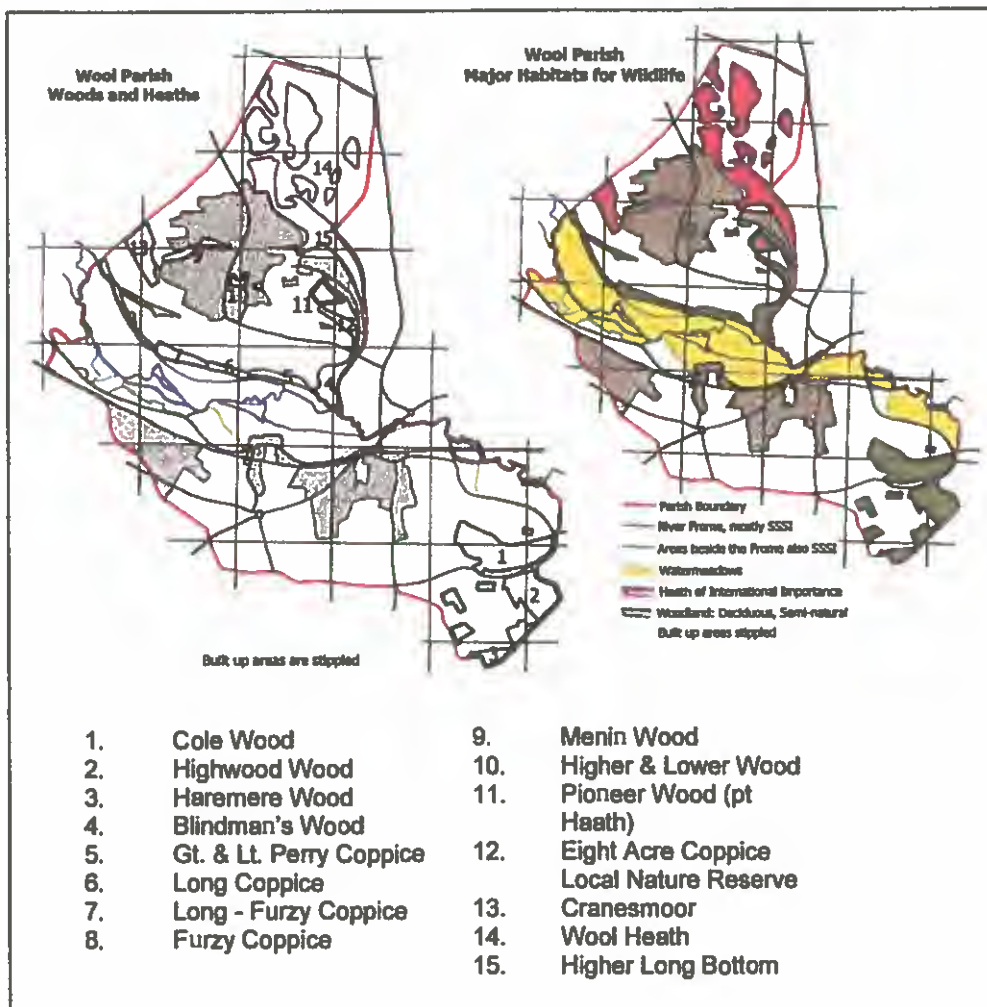 Wool Parish
Woods and Heaths
14
15
11
1
2
Built up areas are stippled
Wool Parish
Major Habitats for Wildlife
Parish Boundary
River Frome, mostly SSSI
Areas beside the Frome also SSSI
Watermeadows
Heath of International Importance
Woodland: Deciduous, Semi-natural
Built up areas stippled
1. Cole Wood
2. Highwood Wood
3. Haremere Wood
4. Blindman's Wood
5. Gt. & Lt. Perry Coppice
6. Long Coppice
7. Long - Furzy Coppice
8. Furzy Coppice
9. Menin Wood
10. Higher & Lower Wood
11. Pioneer Wood (pt
Haath)
12. Eight Acre Coppice
Local Nature Reserve
13. Cranesmoor
14. Wool Heath
15. Higher Long Bottom